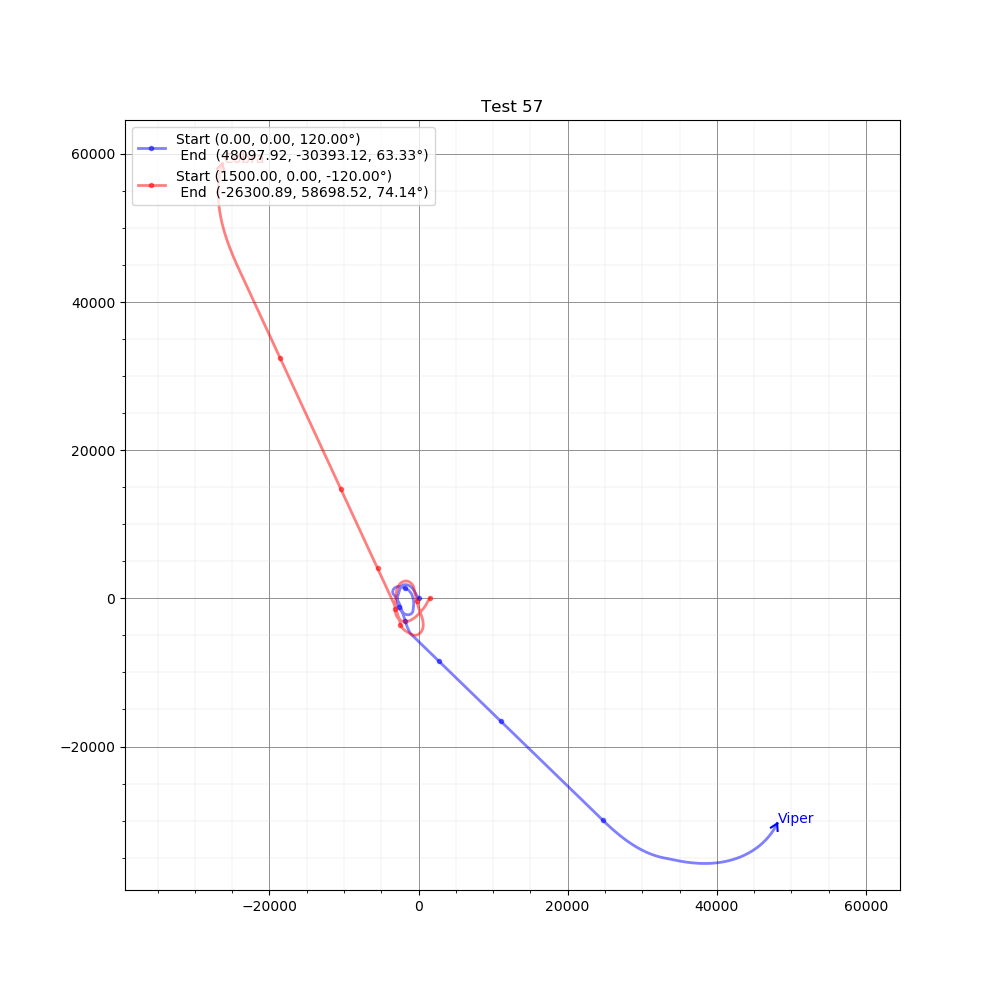 Test 57
Start (0.00, 0.00, 120.00°)
End (48097.92, -30393.12, 63.33°)
Start (1500.00, 0.00, -120.00°)
End (-26300.89, 58698.52, 74.14°)
60000
40000
20000
0
−20000
Viper
−20000
0
20000
40000
60000